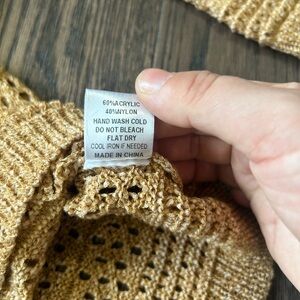 60%ACRYLIC
40%NYLON
HAND WASH COLD
DO NOT BLEACH
FLAT DRY
COOL IRON IF NEEDED
MADE IN CHINA